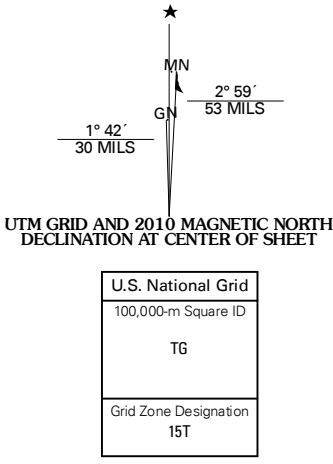 MN
GN
2° 59´
53 MILS
1° 42´
30 MILS
UTM GRID AND 2010 MAGNETIC NORTH
DECLINATION AT CENTER OF SHEET
U.S. National Grid
100,000-m Square ID
TG
Grid Zone Designation
15T